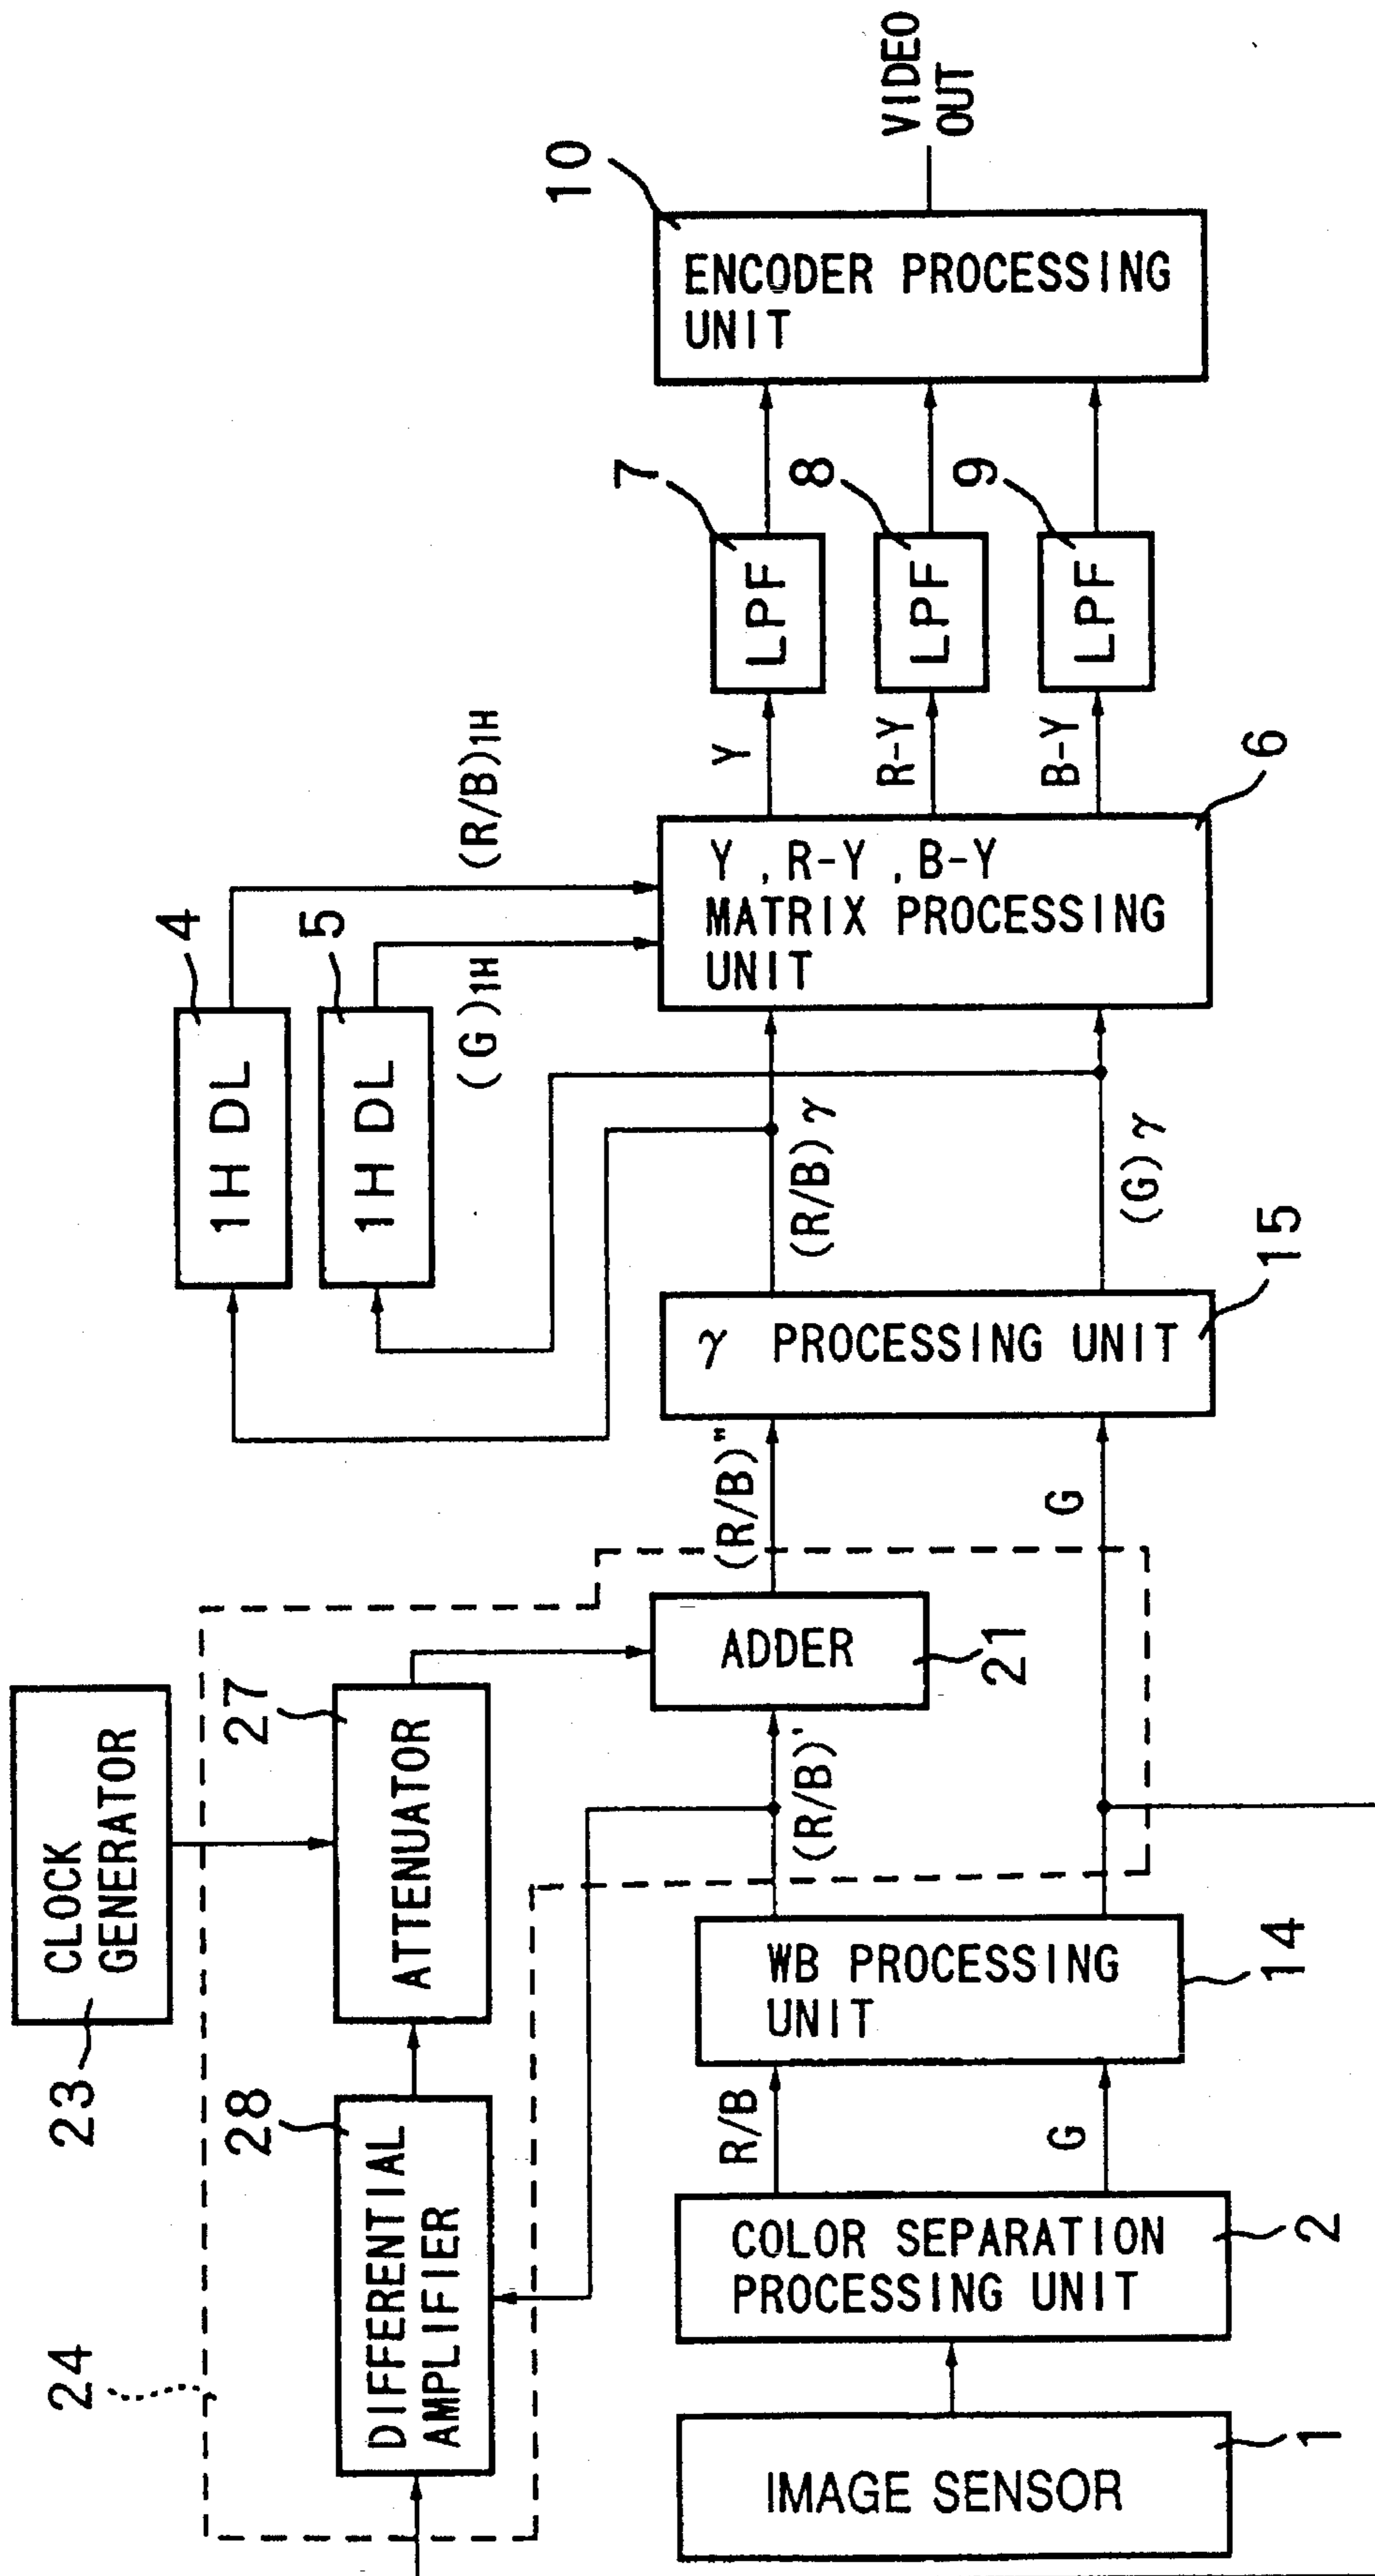 CLOCK
GENERATOR
23
24
28
DIFFERENTIAL
AMPLIFIER
27
ATTENUATOR
IMAGE SENSOR
1
COLOR SEPARATION
PROCESSING UNIT
2
R/B
G
WB PROCESSING
UNIT
14
(R/B)'
ADDER
21
(R/B)"
G
γ PROCESSING UNIT
15
(R/B)γ
(G)γ
1H DL
4
1H DL
5
(R/B)1H
(G)1H
Y , R-Y , B-Y
MATRIX PROCESSING
UNIT
6
Y
R-Y
B-Y
LPF
7
LPF
8
LPF
9
ENCODER PROCESSING
UNIT
10
VIDEO
OUT